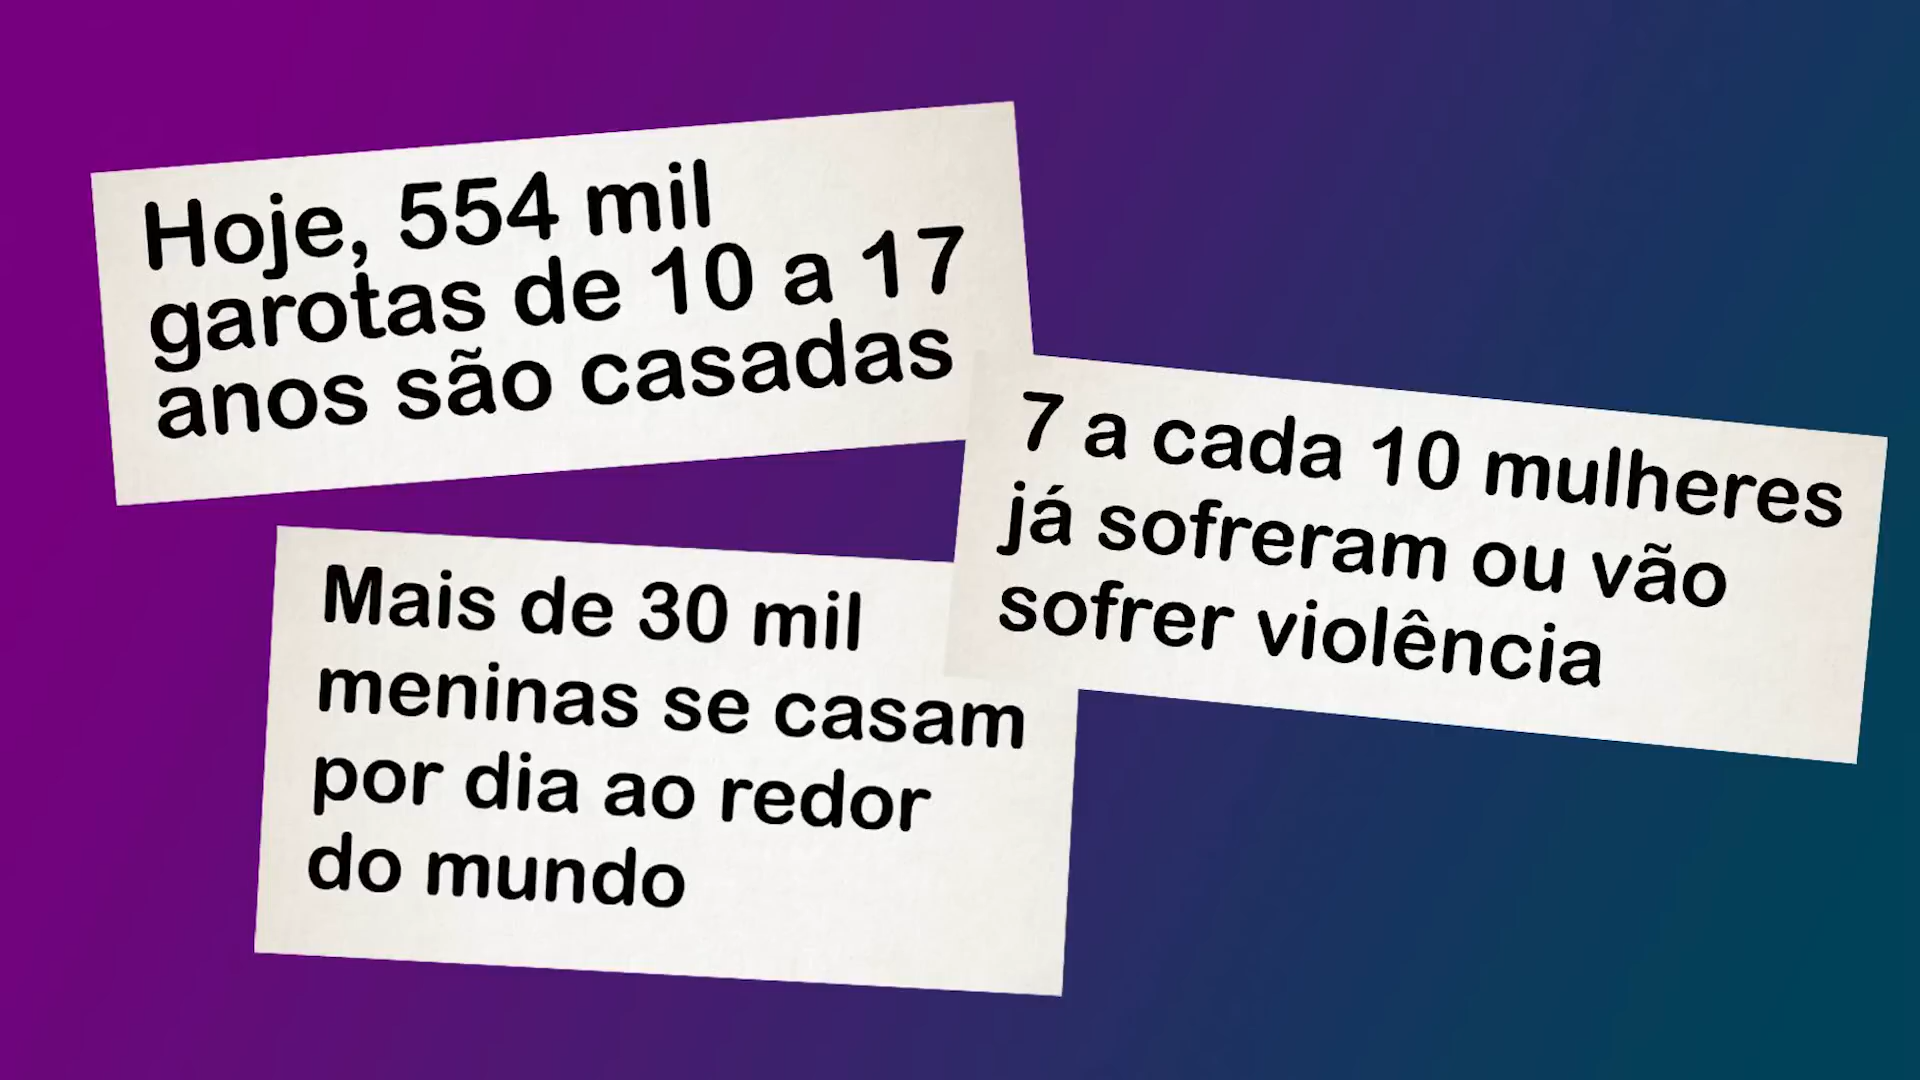 Hoje, 554 mil
garotas de 10 a 17
anos são casadas
7 a cada 10 mulheres
já sofreram ou vão
sofrer violência
Mais de 30 mil
meninas se casam
por dia ao redor
do mundo